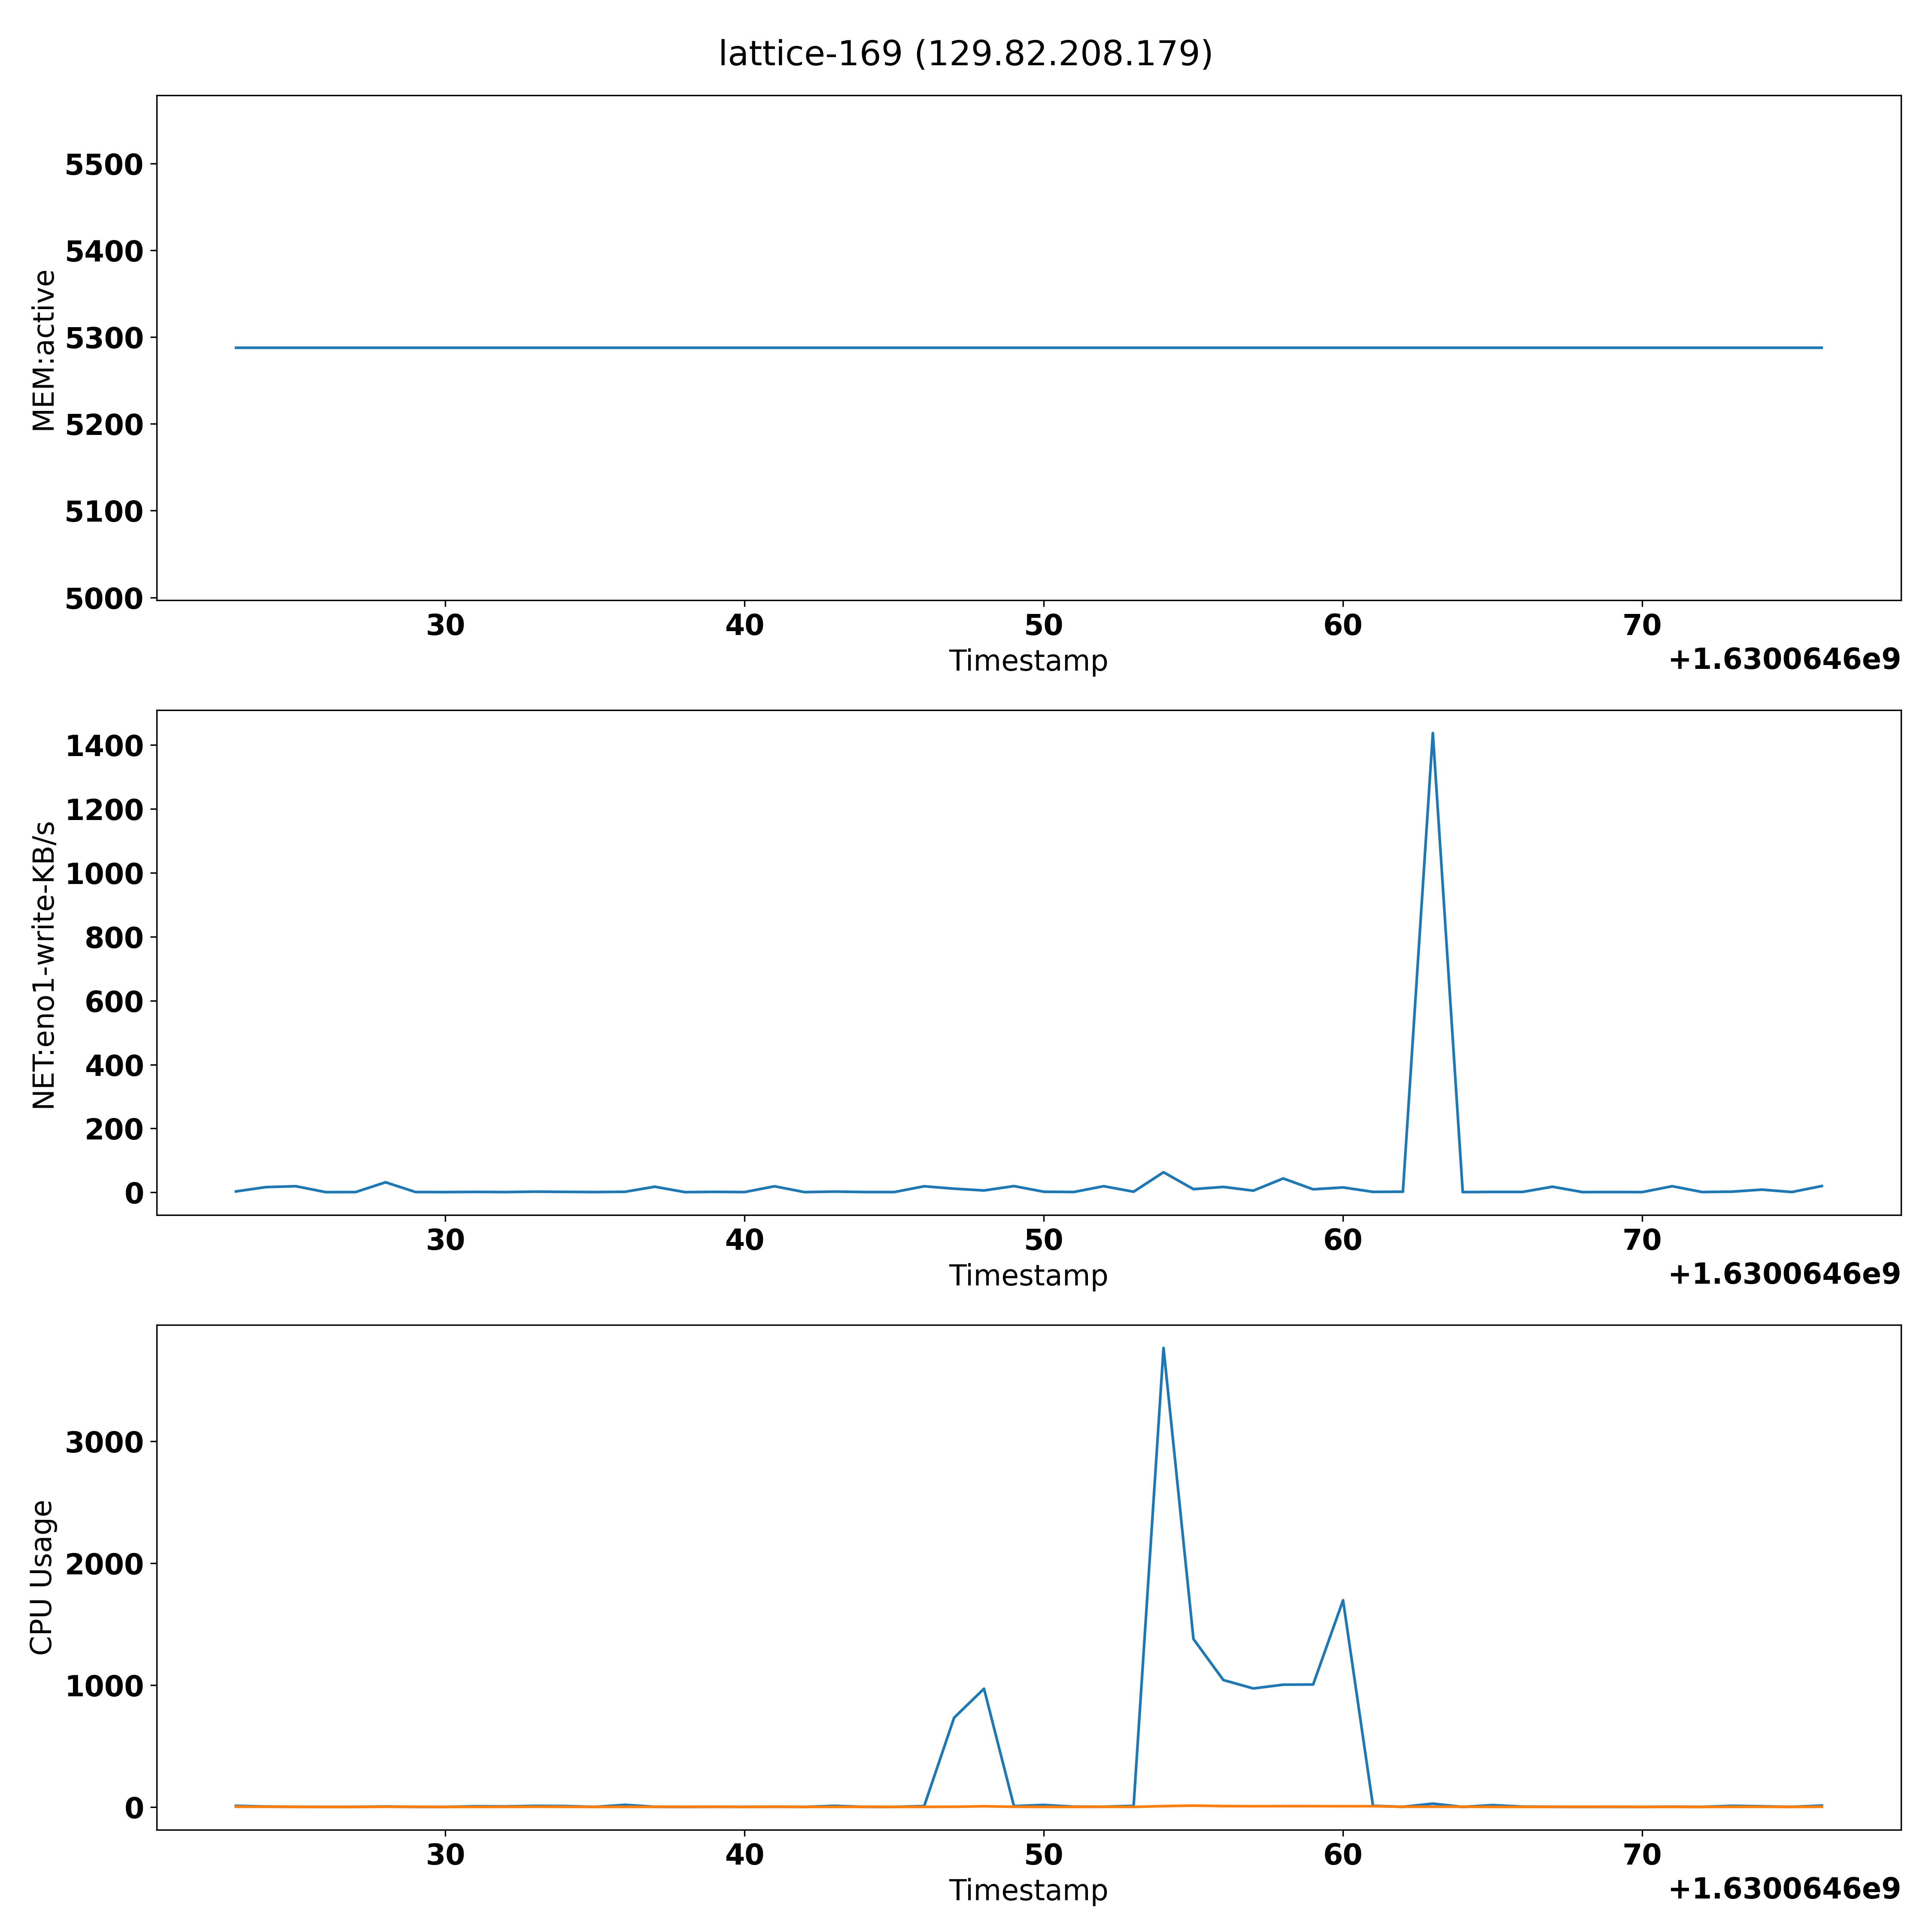 lattice-169 (129.82.208.179)
MEM:active
5500
5400
5300
5200
5100
5000
30 40 50 60 70
Timestamp
+1.6300646e9
NET:eno1-write-KB/s
1400
1200
1000
800
600
400
200
0
30 40 50 60 70
Timestamp
+1.6300646e9
CPU Usage
3000
2000
1000
0
30 40 50 60 70
Timestamp
+1.6300646e9